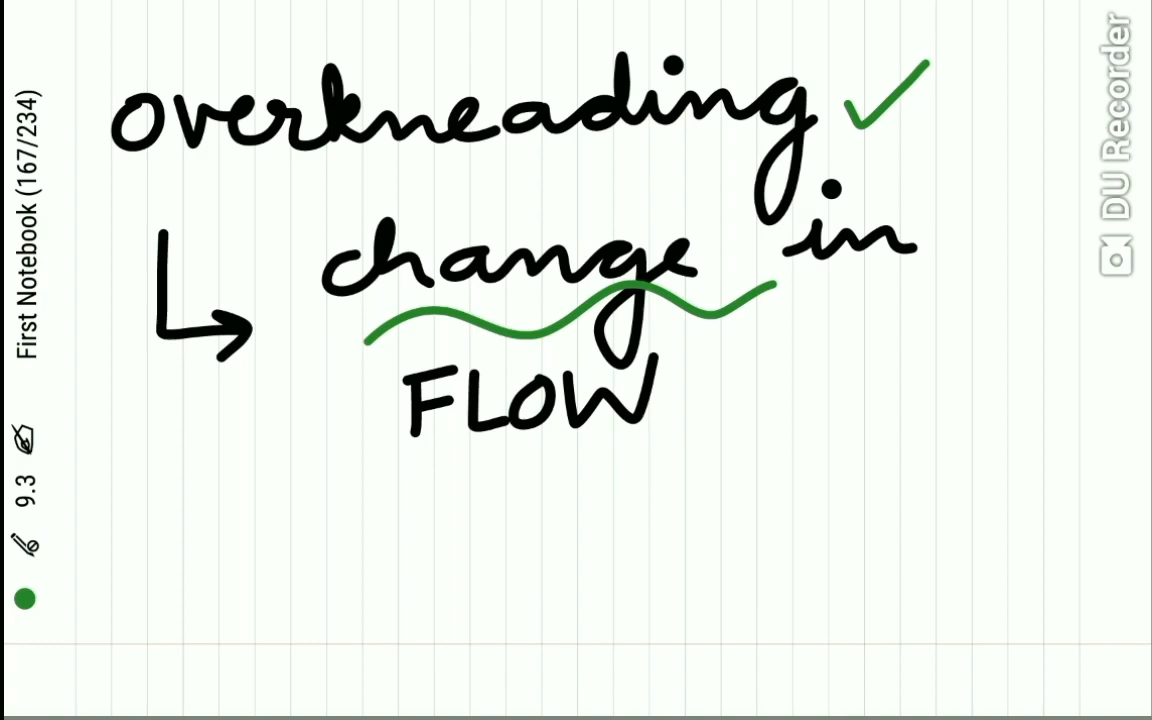 overkneading ✓
change in
FLOW
First Notebook (167/234)
9.3
DU Recorder